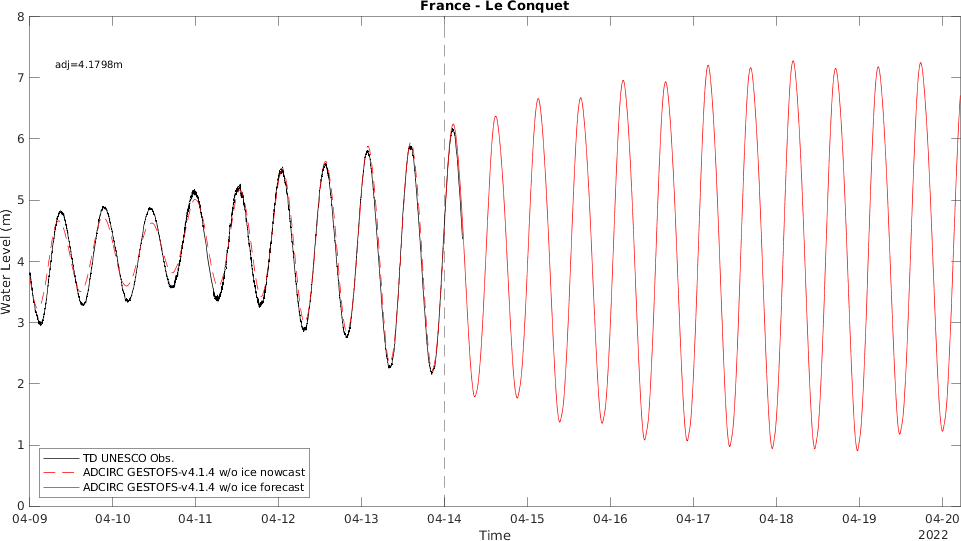 France - Le Conquet
adj=4.1798m
8
7
6
5
4
3
2
1
0
Water Level (m)
TD UNESCO Obs.
ADCIRC GESTOFS-v4.1.4 w/o ice nowcast
ADCIRC GESTOFS-v4.1.4 w/o ice forecast
04-09 04-10 04-11 04-12 04-13 04-14 04-15 04-16 04-17 04-18 04-19 04-20
Time
2022